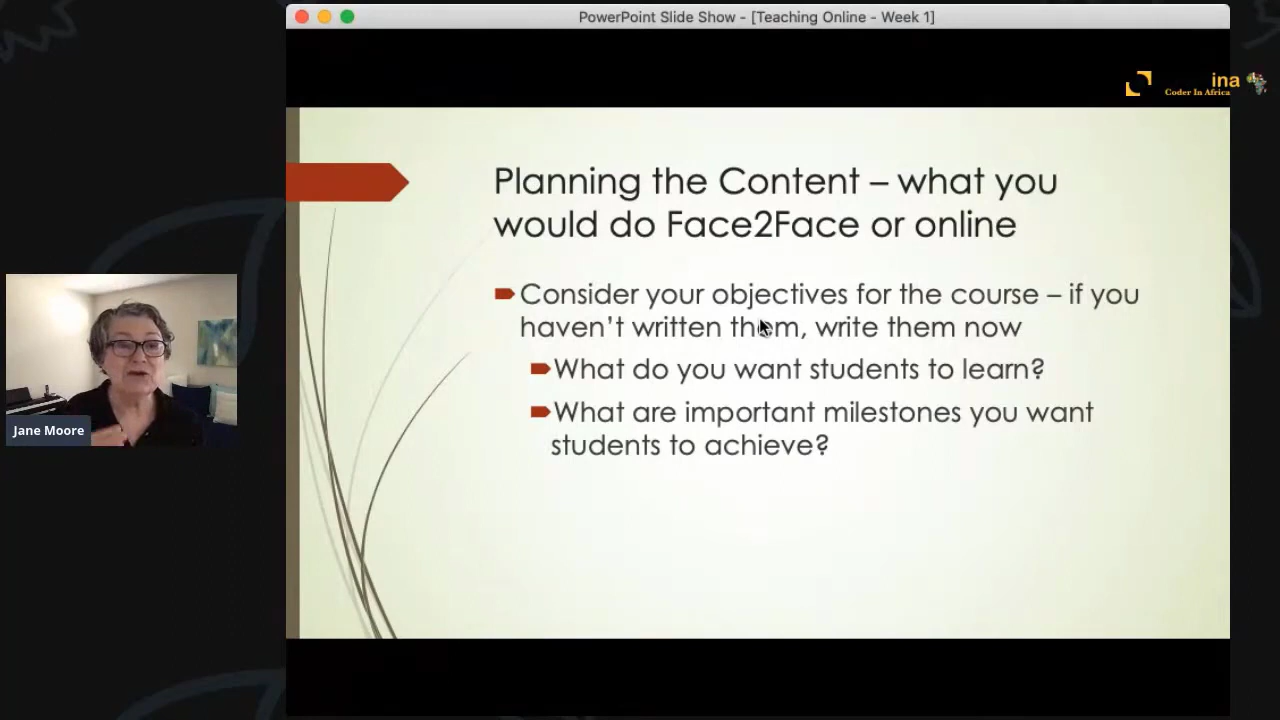 PowerPoint Slide Show - [Teaching Online - Week 1]
ina
Coder In Africa
Planning the Content – what you
would do Face2Face or online
Consider your objectives for the course – if you
haven’t written them, write them now
What do you want students to learn?
What are important milestones you want
students to achieve?
Jane Moore